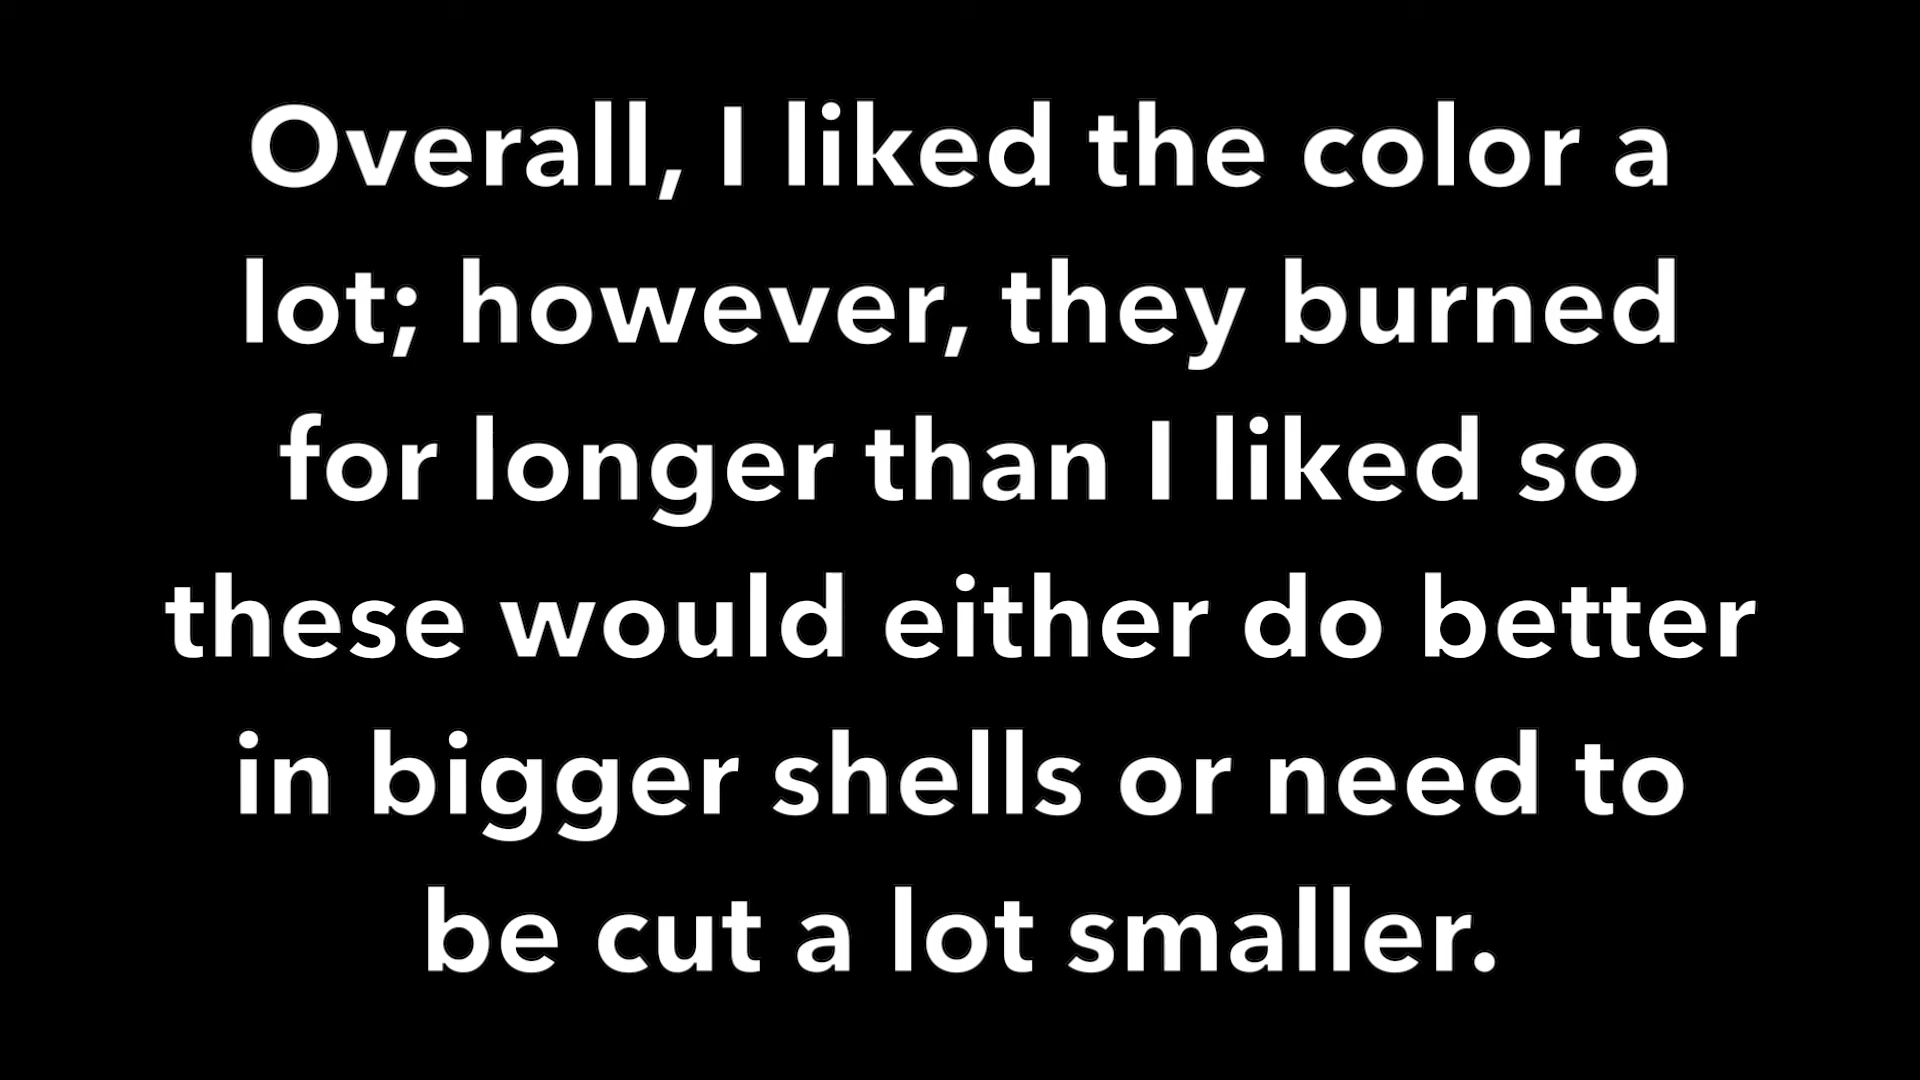 Overall, I liked the color a
lot; however, they burned
for longer than I liked so
these would either do better
in bigger shells or need to
be cut a lot smaller.